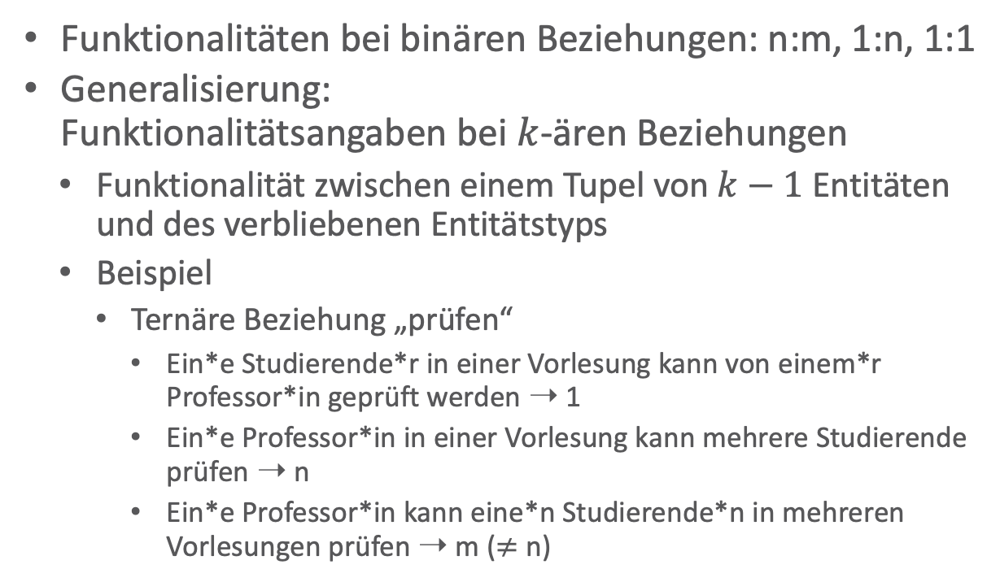 • Funktionalitäten bei binären Beziehungen: n:m, 1:n, 1:1
• Generalisierung:
Funktionalitätsangaben bei k-ären Beziehungen
• Funktionalität zwischen einem Tupel von k − 1 Entitäten
und des verbliebenen Entitätstyps
• Beispiel
• Ternäre Beziehung „prüfen“
• Ein*e Studierende*r in einer Vorlesung kann von einem*r
Professor*in geprüft werden → 1
• Ein*e Professor*in in einer Vorlesung kann mehrere Studierende
prüfen → n
• Ein*e Professor*in kann eine*n Studierende*n in mehreren
Vorlesungen prüfen → m (≠ n)